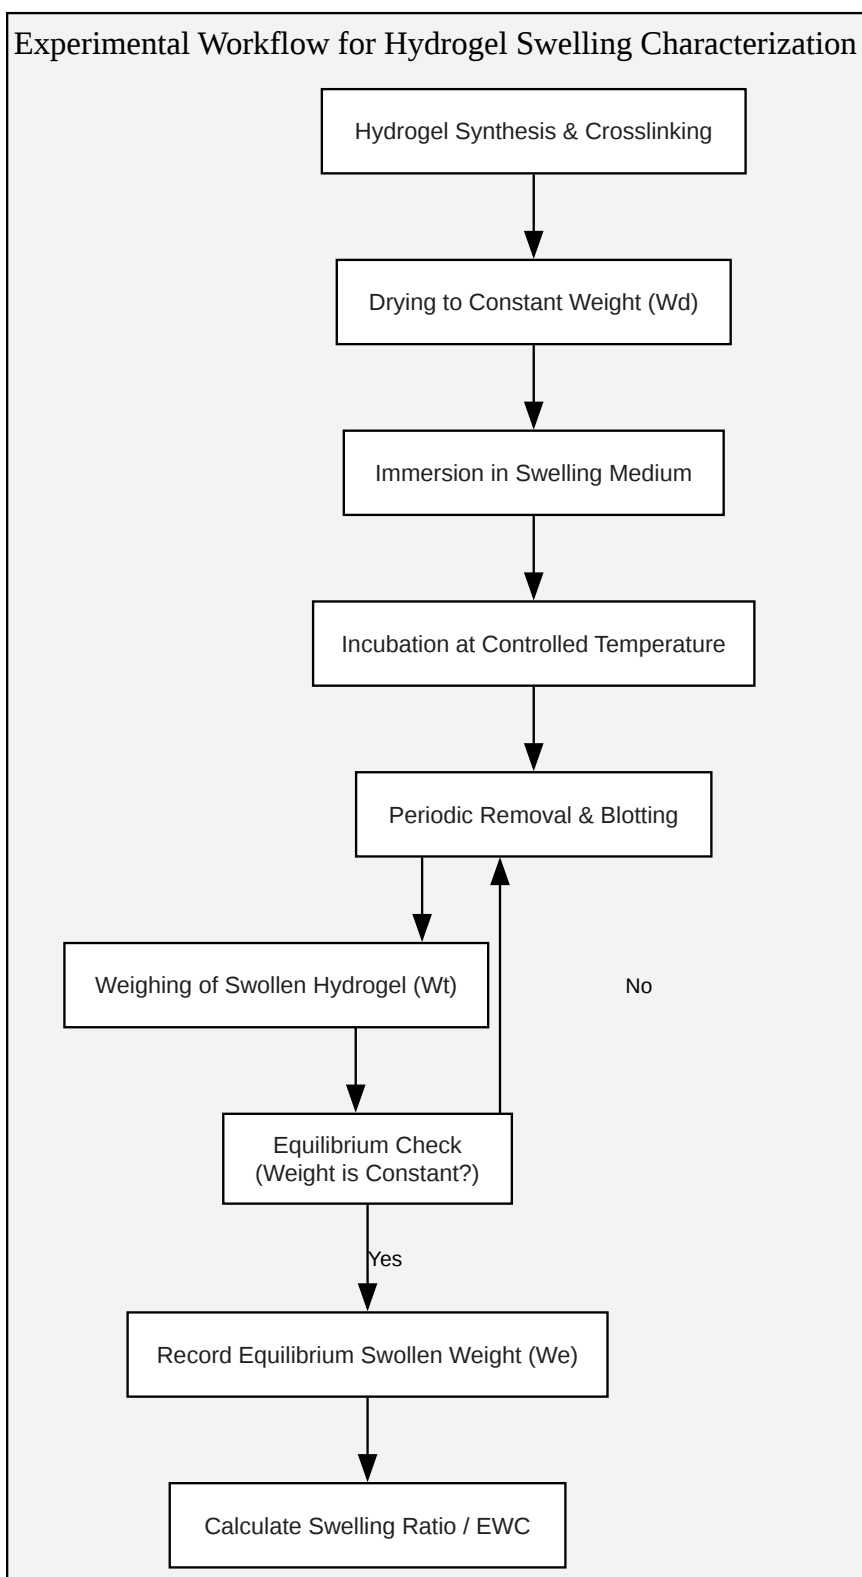 Experimental Workflow for Hydrogel Swelling Characterization
Hydrogel Synthesis & Crosslinking
Drying to Constant Weight (Wd)
Immersion in Swelling Medium
Incubation at Controlled Temperature
Periodic Removal & Blotting
Weighing of Swollen Hydrogel (Wt)
No
Equilibrium Check
(Weight is Constant?)
Yes
Record Equilibrium Swollen Weight (We)
Calculate Swelling Ratio / EWC